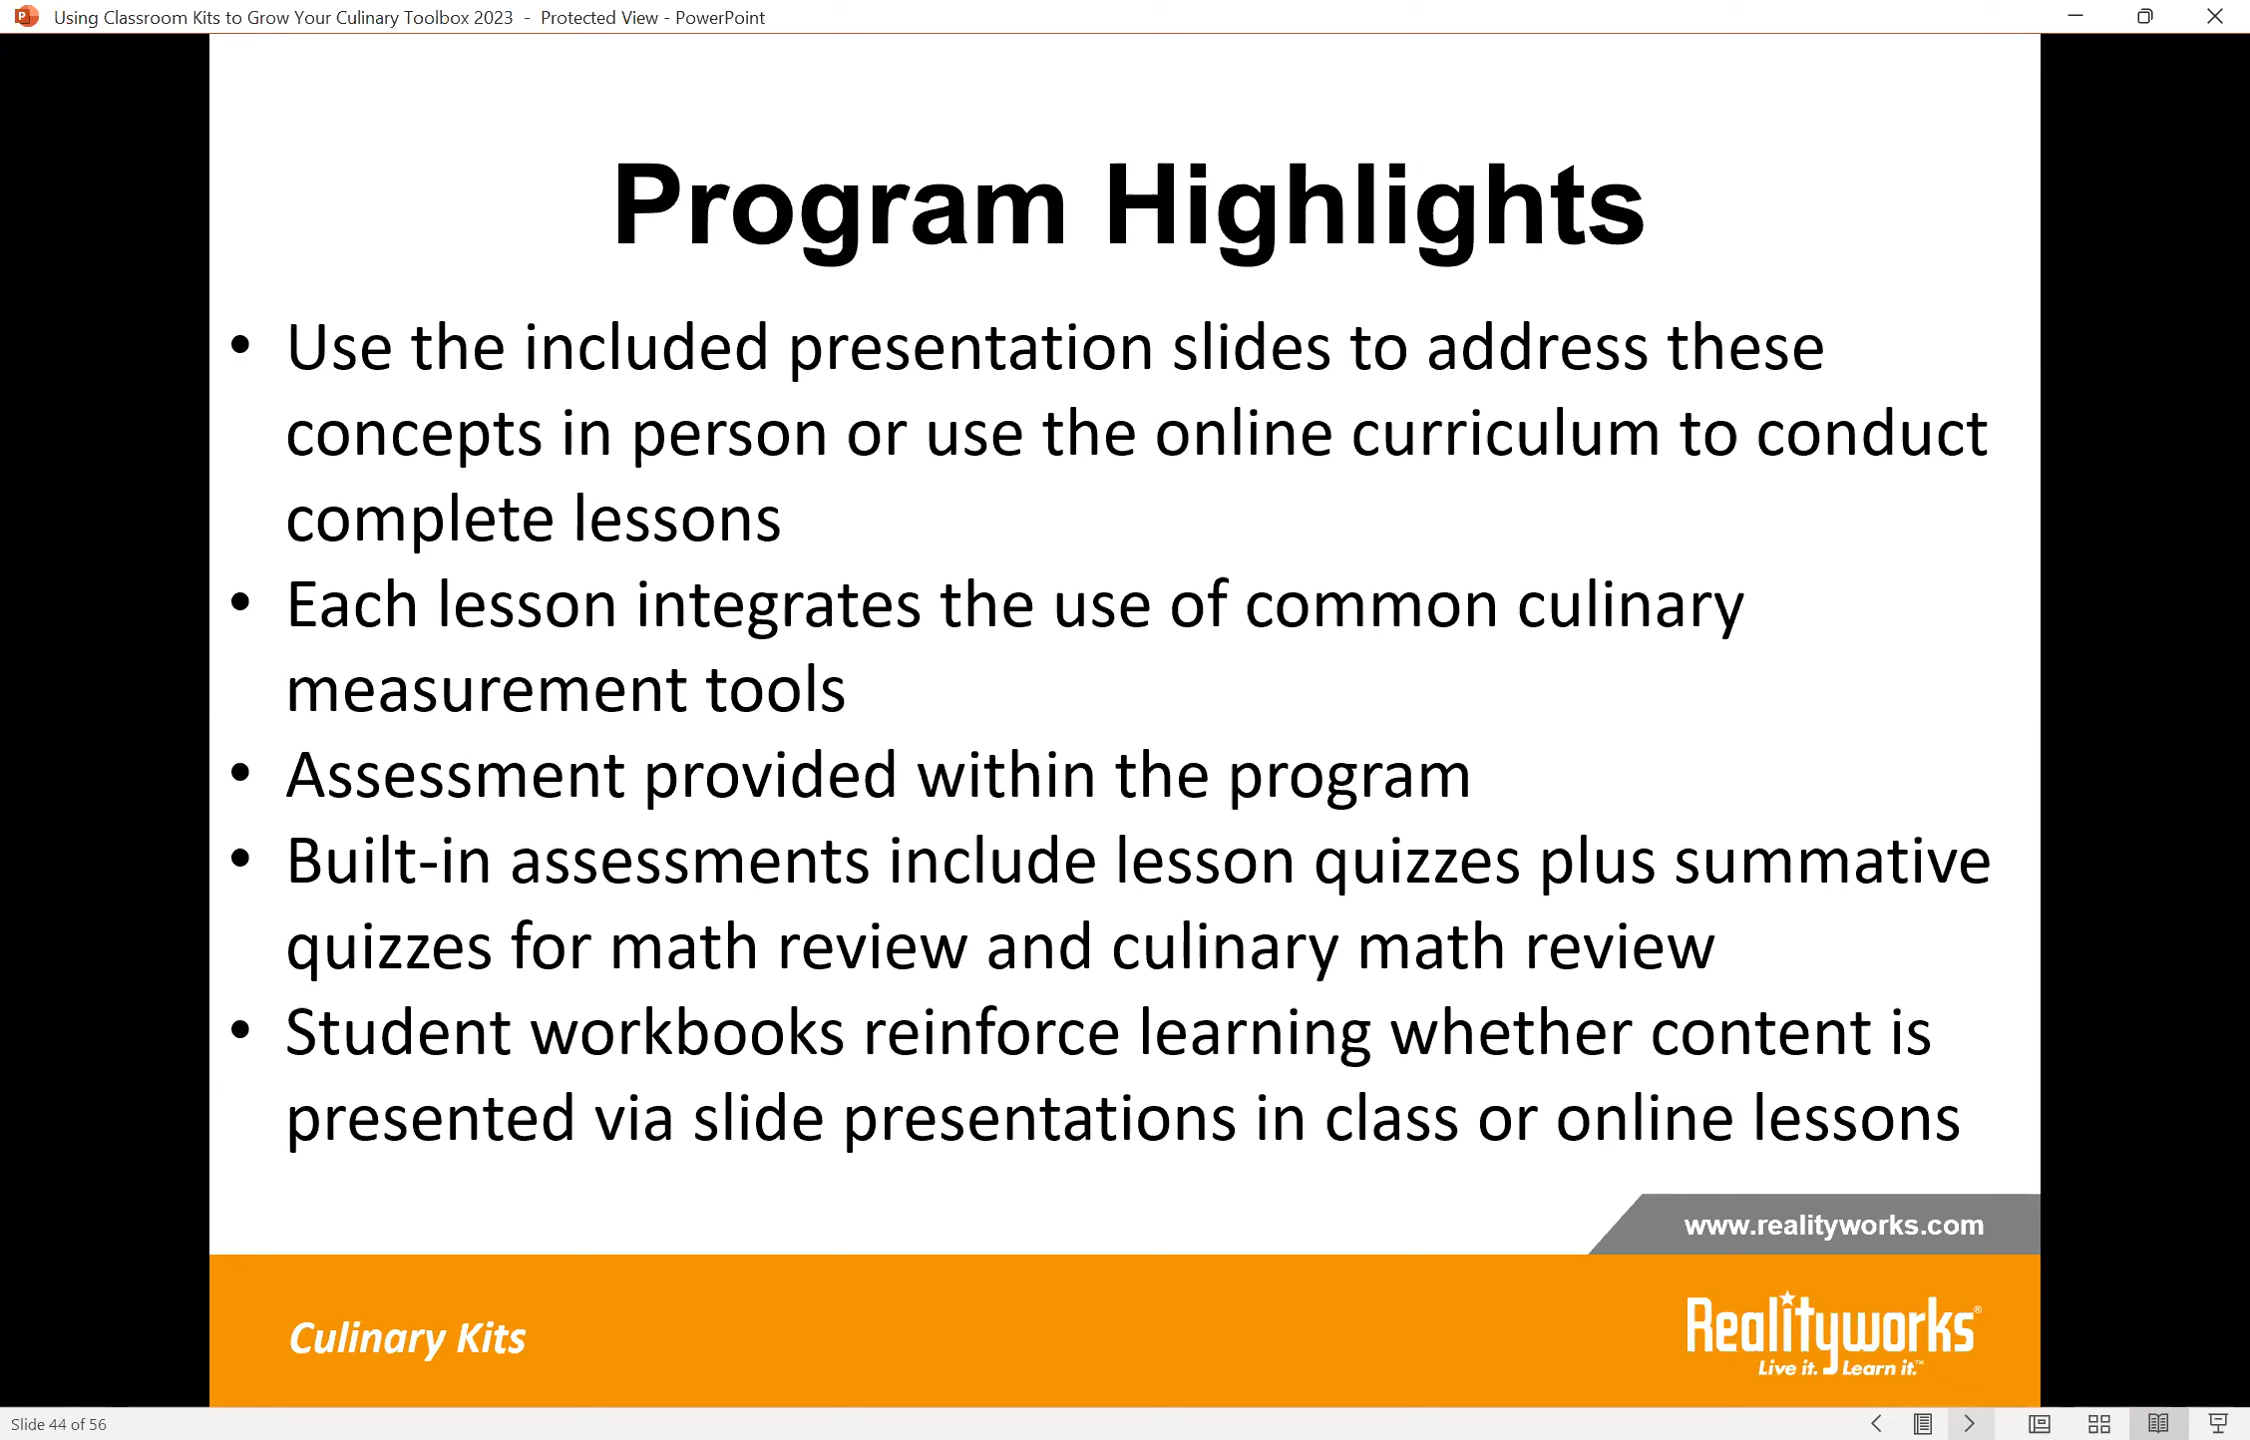 Using Classroom Kits to Grow Your Culinary Toolbox 2023 - Protected View - PowerPoint
Program Highlights
• Use the included presentation slides to address these
concepts in person or use the online curriculum to conduct
complete lessons
• Each lesson integrates the use of common culinary
measurement tools
• Assessment provided within the program
• Built-in assessments include lesson quizzes plus summative
quizzes for math review and culinary math review
• Student workbooks reinforce learning whether content is
presented via slide presentations in class or online lessons
www.realityworks.com
Culinary Kits
Realityworks®
Live it. Learn it.™
Slide 44 of 56